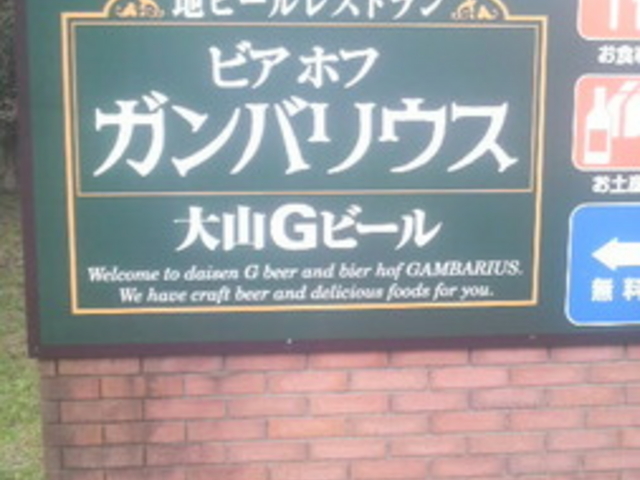 地ビールレストラン
ビア ホフ
ガンバリウス
大山Gビール
Welcome to daisen G beer and bier hof GAMBARIUS.
We have craft beer and delicious foods for you.
お食
お土産
無料